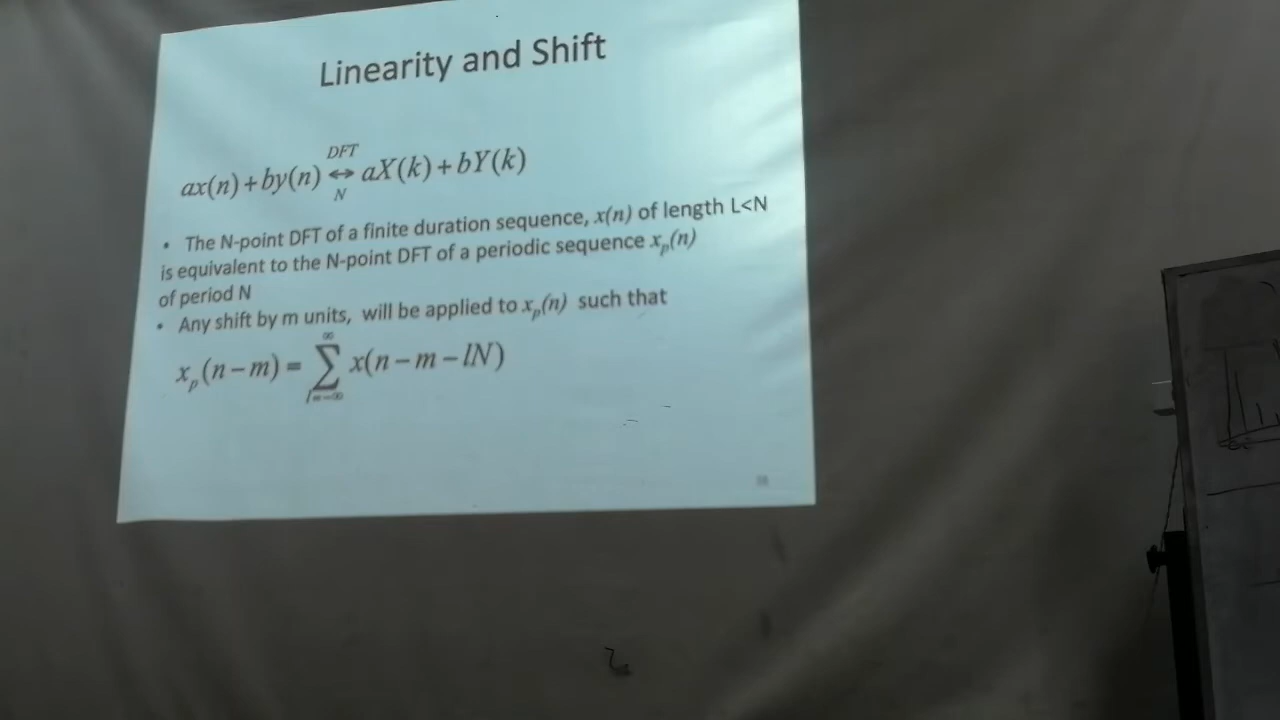 Linearity and Shift
DFT
ax(n)+by(n) ↔ aX(k)+bY(k)
N
• The N-point DFT of a finite duration sequence, x(n) of length L<N
is equivalent to the N-point DFT of a periodic sequence xₚ(n)
of period N
• Any shift by m units, will be applied to xₚ(n) such that
∞
xₚ(n−m) = ∑ x(n−m−lN)
l=−∞